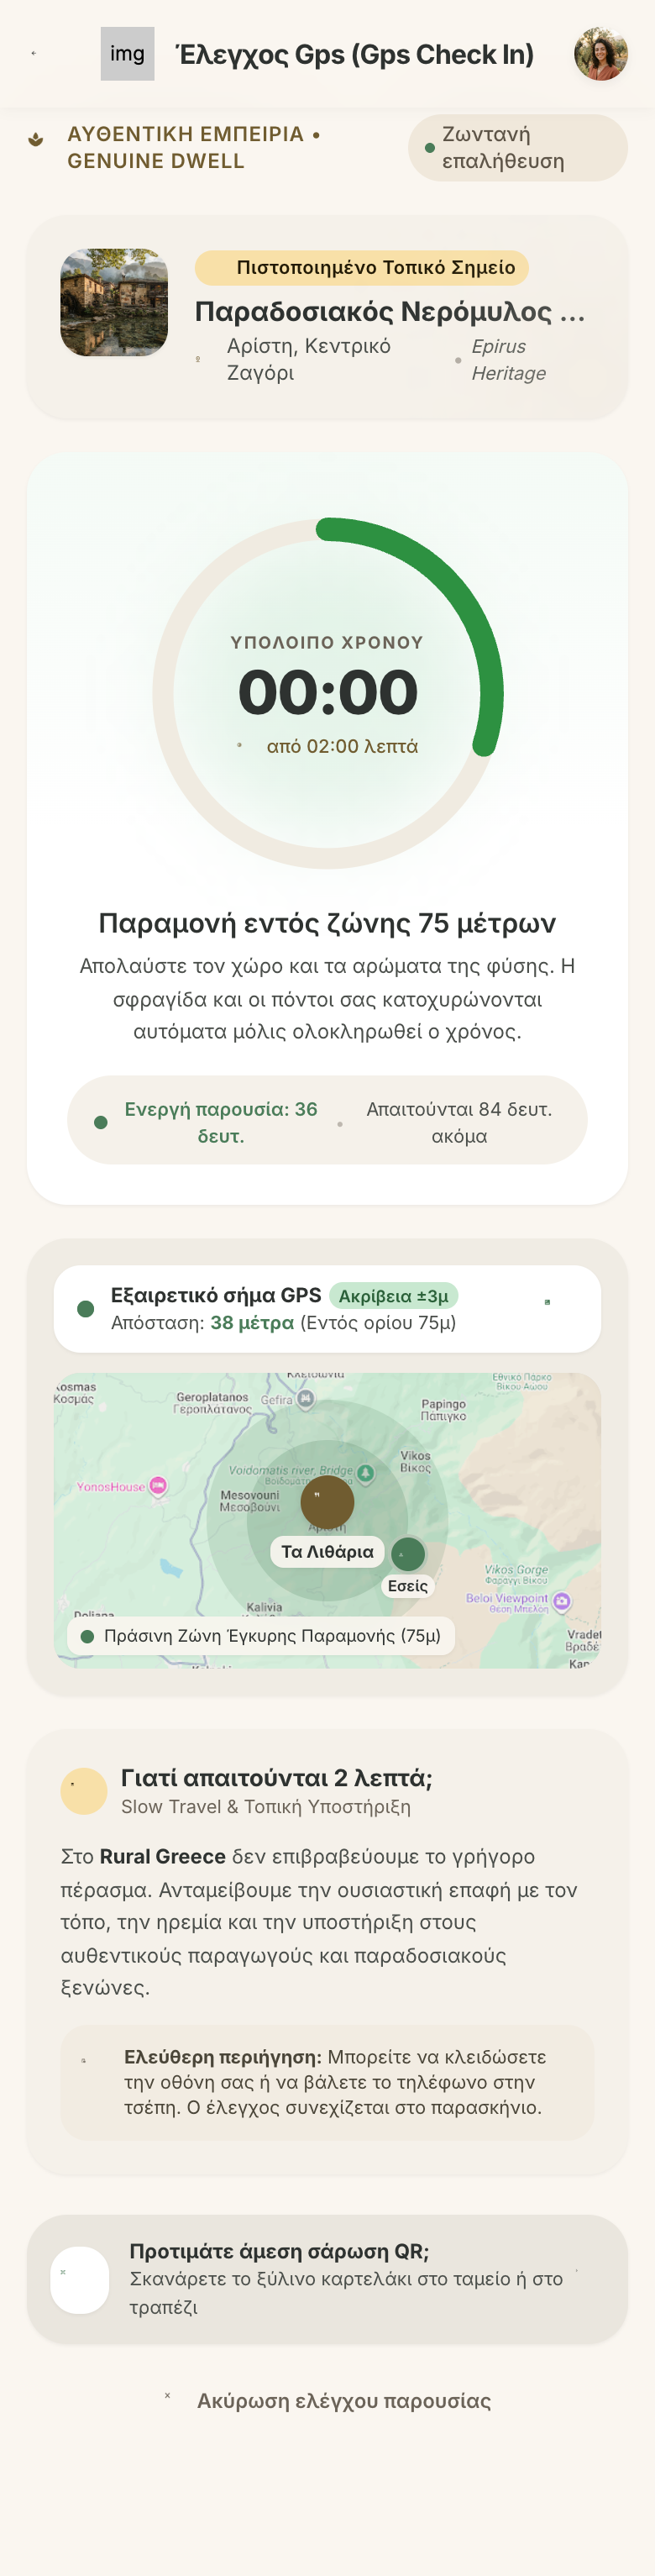 img
Έλεγχος Gps (Gps Check In)
ΑΥΘΕΝΤΙΚΗ ΕΜΠΕΙΡΙΑ •
GENUINE DWELL
Ζωντανή
επαλήθευση
Πιστοποιημένο Τοπικό Σημείο
Παραδοσιακός Νερόμυλος ...
Αρίστη, Κεντρικό
Ζαγόρι
Epirus
Heritage
ΥΠΟΛΟΙΠΟ ΧΡΟΝΟΥ
00:00
από 02:00 λεπτά
Παραμονή εντός ζώνης 75 μέτρων
Απολαύστε τον χώρο και τα αρώματα της φύσης. Η
σφραγίδα και οι πόντοι σας κατοχυρώνονται
αυτόματα μόλις ολοκληρωθεί ο χρόνος.
Ενεργή παρουσία: 36
δευτ.
Απαιτούνται 84 δευτ.
ακόμα
Εξαιρετικό σήμα GPS
Ακρίβεια ±3μ
Απόσταση: 38 μέτρα (Εντός ορίου 75μ)
Κοσμάς
Geroplatanos
Γεροπλάτανος
Gefira
Εθνικό Πάρκο
Βίκου Αώου
Papingo
Πάπιγκο
YonosHouse
Voidomatis river, Bridge
Vikos
Βίκος
Mesovouni
Μεσοβούνι
Τα Λιθάρια
Εσείς
Vikos Gorge
Φαράγγι Βίκου
Beloi Viewpoint
Θέση Μπελόη
Kalivia
Πράσινη Ζώνη Έγκυρης Παραμονής (75μ)
Γιατί απαιτούνται 2 λεπτά;
Slow Travel & Τοπική Υποστήριξη
Στο Rural Greece δεν επιβραβεύουμε το γρήγορο
πέρασμα. Ανταμείβουμε την ουσιαστική επαφή με τον
τόπο, την ηρεμία και την υποστήριξη στους
αυθεντικούς παραγωγούς και παραδοσιακούς
ξενώνες.
Ελεύθερη περιήγηση: Μπορείτε να κλειδώσετε
την οθόνη σας ή να βάλετε το τηλέφωνο στην
τσέπη. Ο έλεγχος συνεχίζεται στο παρασκήνιο.
Προτιμάτε άμεση σάρωση QR;
Σκανάρετε το ξύλινο καρτελάκι στο ταμείο ή στο
τραπέζι
Ακύρωση ελέγχου παρουσίας